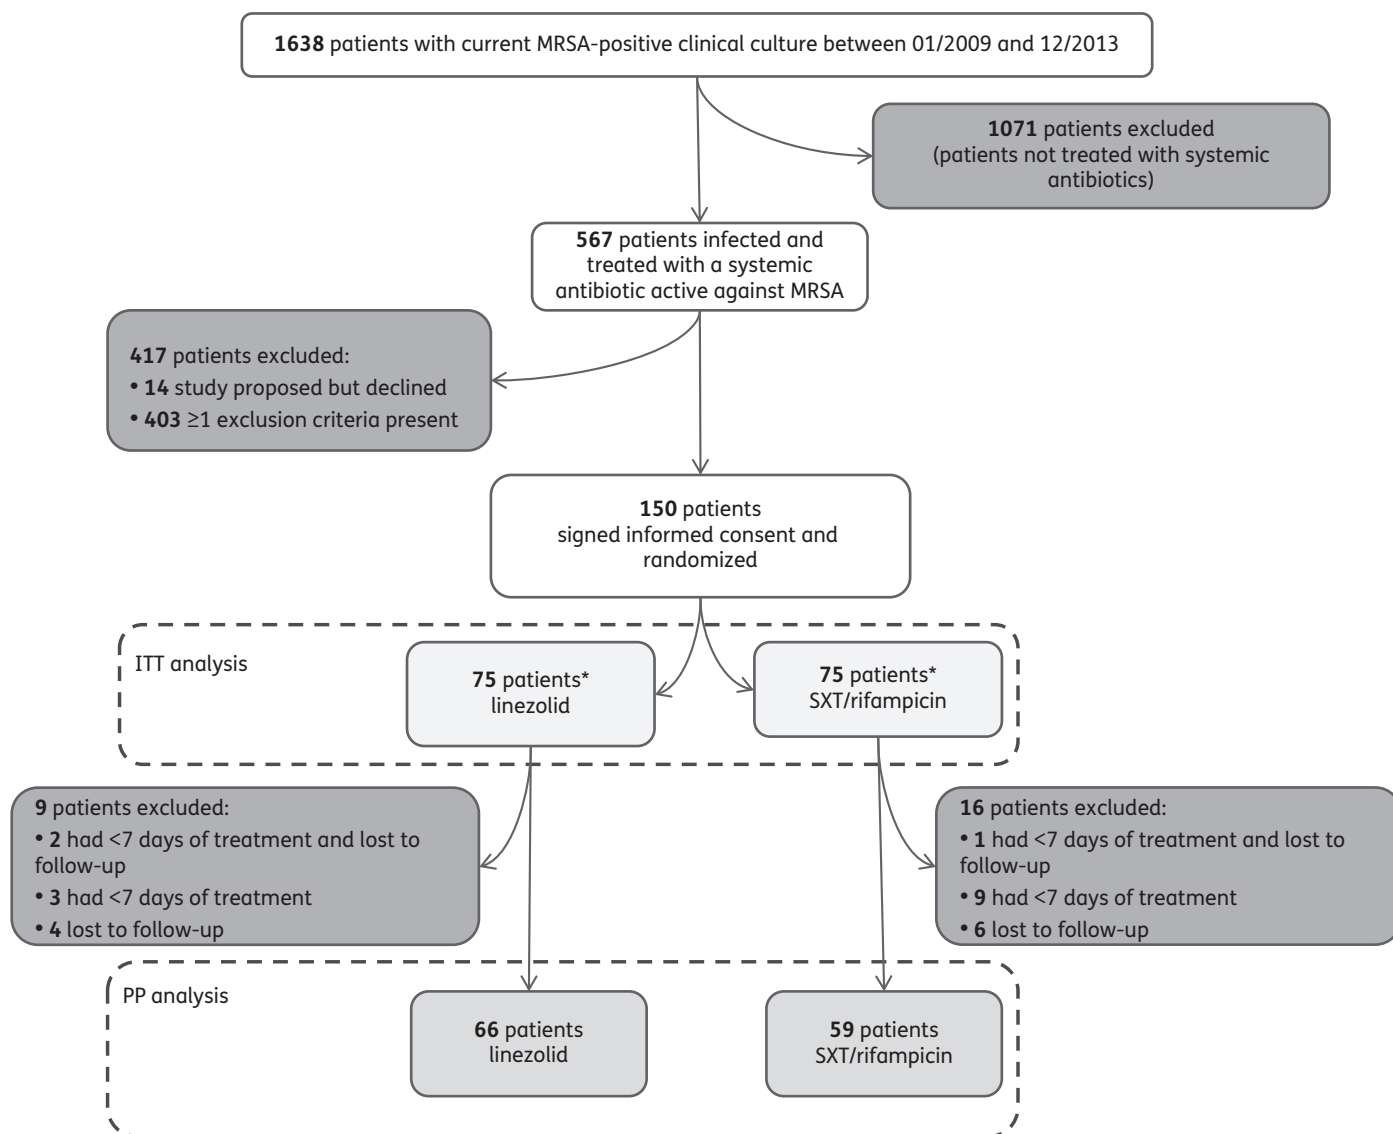 1638 patients with current MRSA-positive clinical culture between 01/2009 and 12/2013
1071 patients excluded
(patients not treated with systemic
antibiotics)
567 patients infected and
treated with a systemic
antibiotic active against MRSA
417 patients excluded:
• 14 study proposed but declined
• 403 ≥1 exclusion criteria present
150 patients
signed informed consent and
randomized
ITT analysis
75 patients*
linezolid
75 patients*
SXT/rifampicin
9 patients excluded:
• 2 had <7 days of treatment and lost to
follow-up
• 3 had <7 days of treatment
• 4 lost to follow-up
16 patients excluded:
• 1 had <7 days of treatment and lost to
follow-up
• 9 had <7 days of treatment
• 6 lost to follow-up
PP analysis
66 patients
linezolid
59 patients
SXT/rifampicin